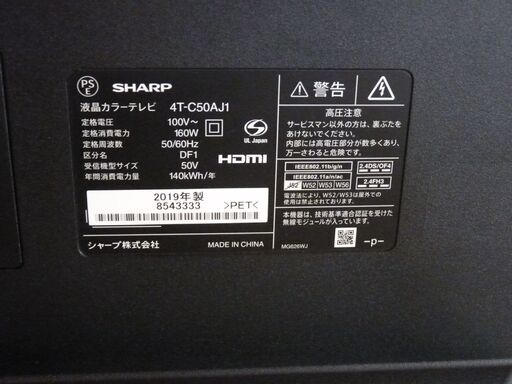 PS
E
SHARP
液晶カラーテレビ 4T-C50AJ1
定格電圧 100V～
定格消費電力 160W
定格周波数 50/60Hz
区分名 DF1
受信機型サイズ 50V
年間消費電力量 140kWh/年
UL Japan
HDMI
2019年製
8543333
>PET<
シャープ株式会社
MADE IN CHINA
警告
高圧注意
サービスマン以外の方は、裏ぶたを
あけないでください。
内部には高電圧部分が数多くあり、
万一さわると危険です。
IEEE802.11b/g/n
IEEE802.11a/n/ac
J52 W52 W53 W56
2.4DS/OF4
2.4FH3
電波法により、W52/W53は屋外での
使用は禁止されています。
本機器は、技術基準適合認証を受けた
無線モジュールが入っています。
MG626WJ
-p-